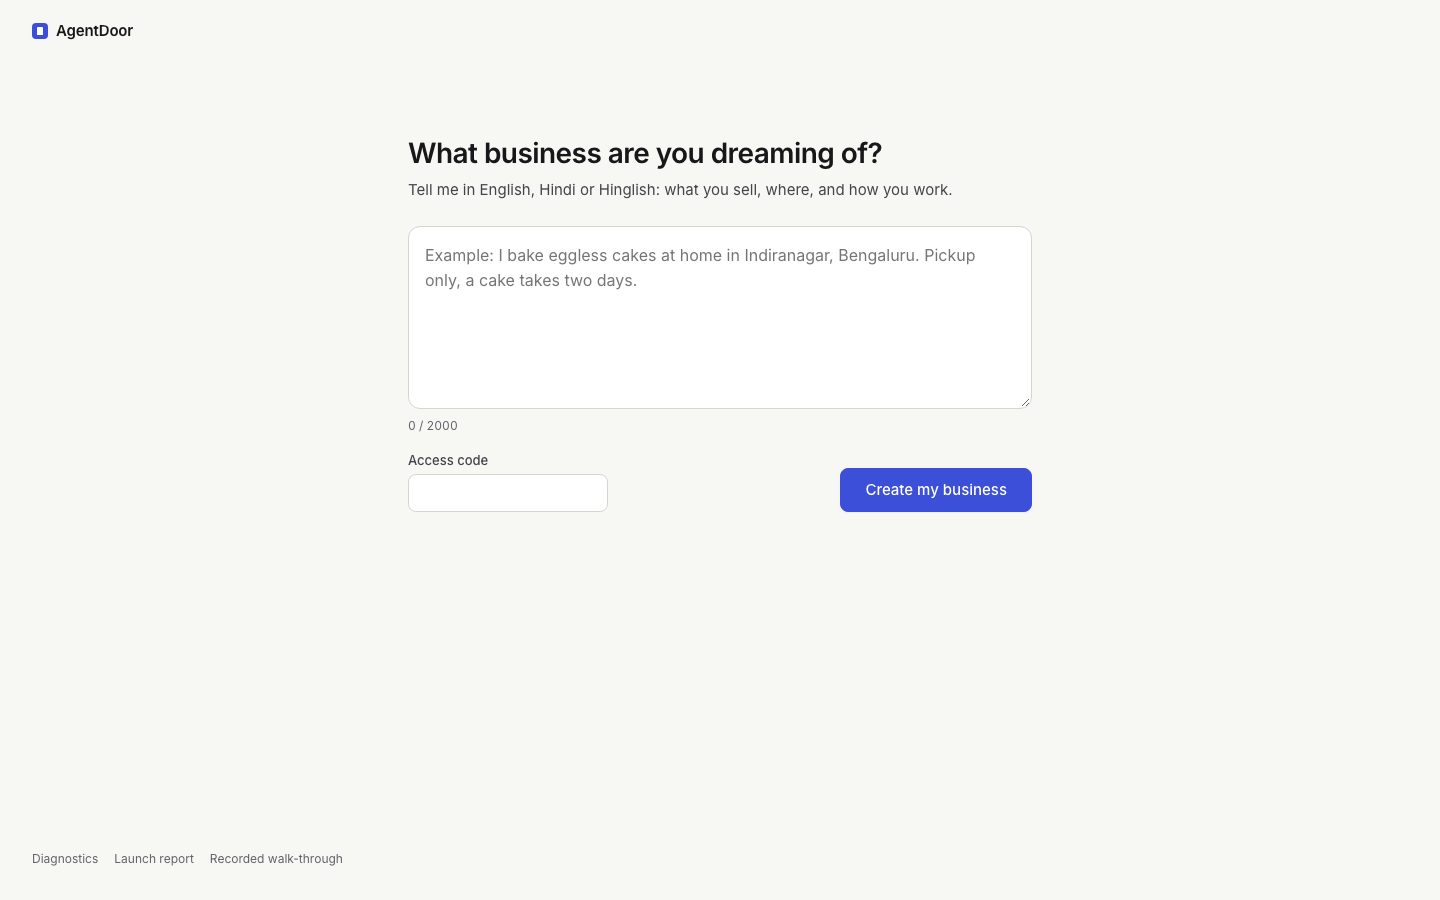 AgentDoor
What business are you dreaming of?
Tell me in English, Hindi or Hinglish: what you sell, where, and how you work.
Example: I bake eggless cakes at home in Indiranagar, Bengaluru. Pickup
only, a cake takes two days.
0 / 2000
Access code
Create my business
Diagnostics Launch report Recorded walk-through